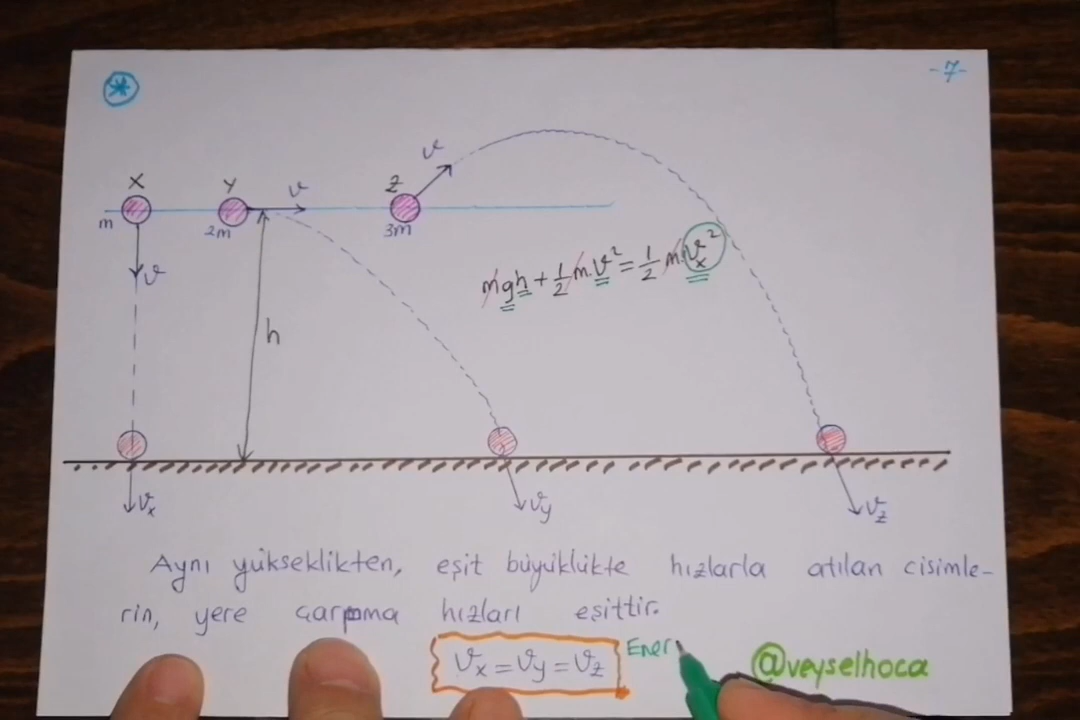 -7-
X
Y
Z
v
v
v
m
2m
3m
mgh + 1/2 m.v² = 1/2 m.vₓ²
h
vₓ
vy
vz
Aynı yükseklikten, eşit büyüklükte hızlarla atılan cisimle-
rin, yere çarpma hızları eşittir.
vₓ = vy = vz
Ener
@veyselhoca